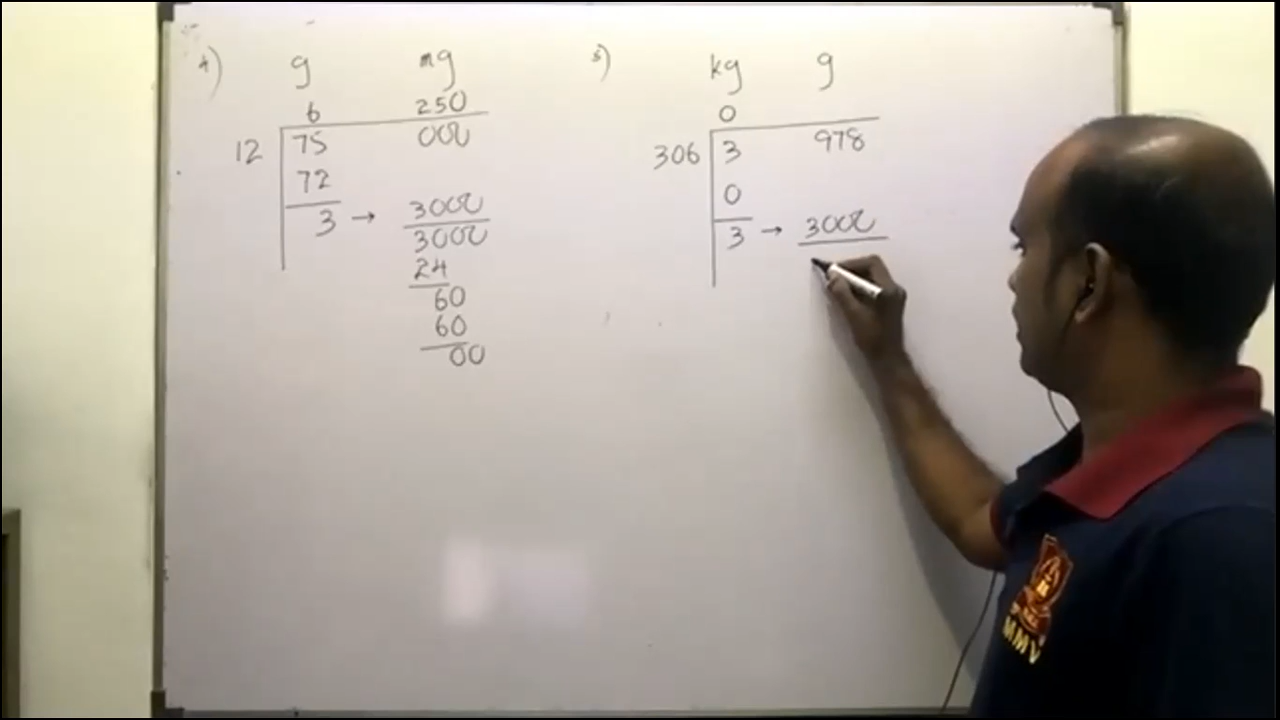 4) g mg
6 250
12 75 000
72
3 → 3000
3000
24
60
60
00
5) kg g
0
306 3 978
0
3 → 3000
MMV